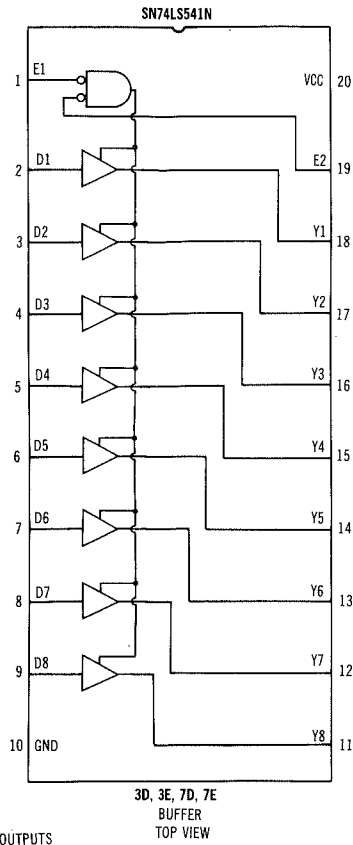 SN74LS541N
1 E1 VCC 20
E2 19
2 D1
Y1 18
3 D2
Y2 17
4 D3
Y3 16
5 D4
Y4 15
6 D5
Y5 14
7 D6
Y6 13
8 D7
Y7 12
9 D8
10 GND Y8 11
3D, 3E, 7D, 7E
BUFFER
TOP VIEW
OUTPUTS